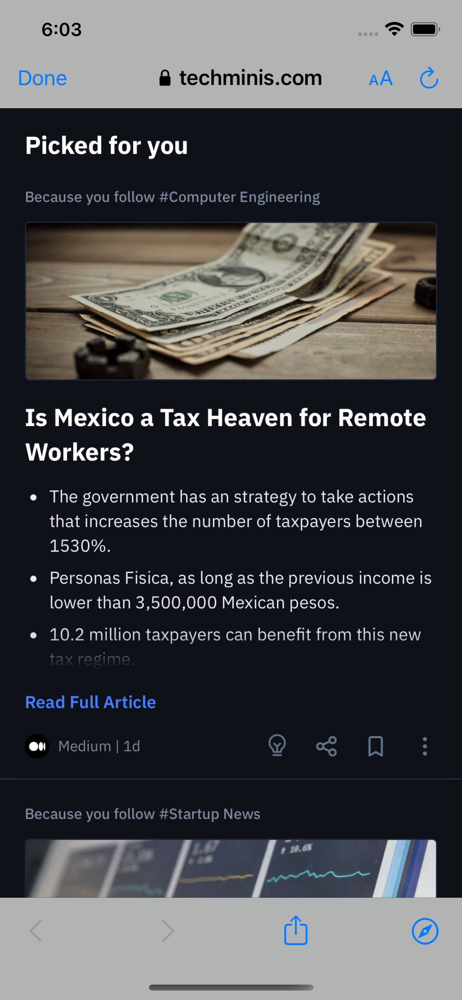 6:03
Done
techminis.com
AA
Picked for you
Because you follow #Computer Engineering
Is Mexico a Tax Heaven for Remote
Workers?
The government has an strategy to take actions
that increases the number of taxpayers between
1530%.
Personas Fisica, as long as the previous income is
lower than 3,500,000 Mexican pesos.
10.2 million taxpayers can benefit from this new
tax regime.
Read Full Article
Medium | 1d
Because you follow #Startup News
↑ 10.6%